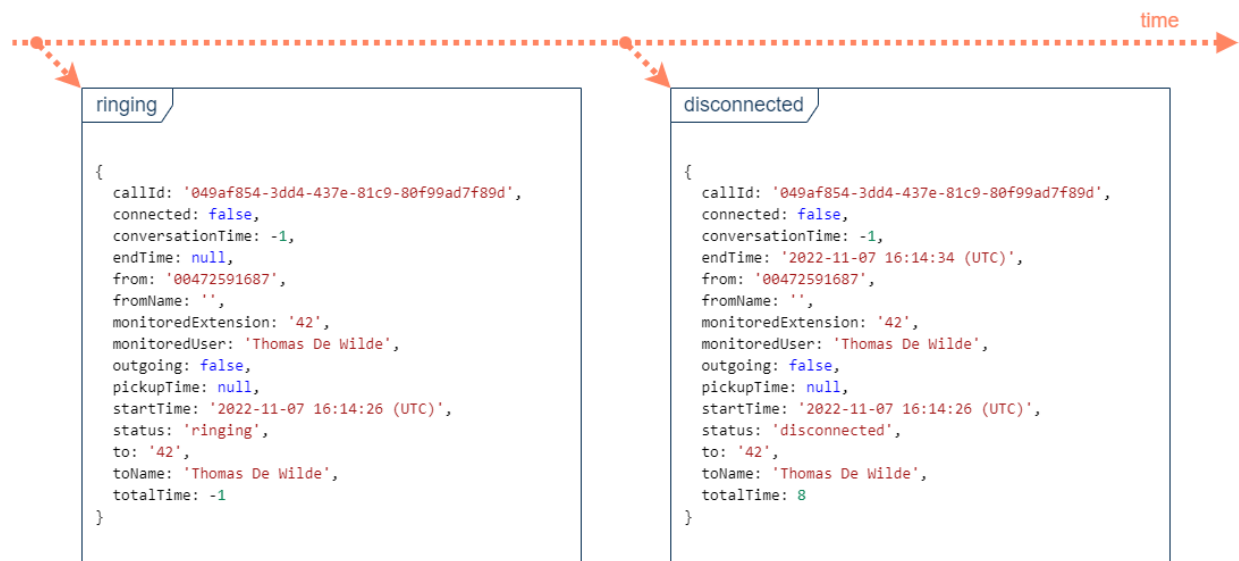 time
ringing
{
  callId: '049af854-3dd4-437e-81c9-80f99ad7f89d',
  connected: false,
  conversationTime: -1,
  endTime: null,
  from: '00472591687',
  fromName: '',
  monitoredExtension: '42',
  monitoredUser: 'Thomas De Wilde',
  outgoing: false,
  pickupTime: null,
  startTime: '2022-11-07 16:14:26 (UTC)',
  status: 'ringing',
  to: '42',
  toName: 'Thomas De Wilde',
  totalTime: -1
}
disconnected
{
  callId: '049af854-3dd4-437e-81c9-80f99ad7f89d',
  connected: false,
  conversationTime: -1,
  endTime: '2022-11-07 16:14:34 (UTC)',
  from: '00472591687',
  fromName: '',
  monitoredExtension: '42',
  monitoredUser: 'Thomas De Wilde',
  outgoing: false,
  pickupTime: null,
  startTime: '2022-11-07 16:14:26 (UTC)',
  status: 'disconnected',
  to: '42',
  toName: 'Thomas De Wilde',
  totalTime: 8
}